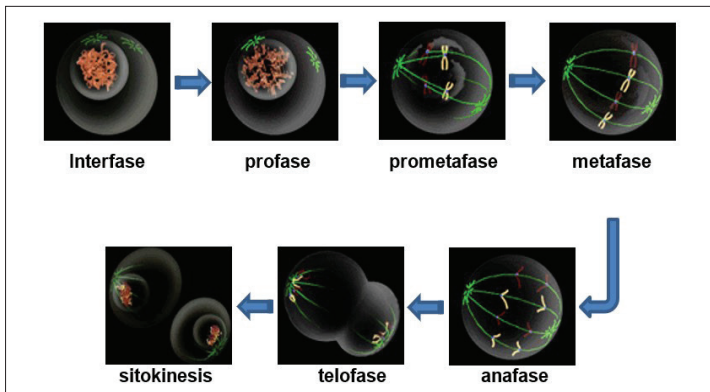 Interfase
profase
prometafase
metafase
anafase
telofase
sitokinesis